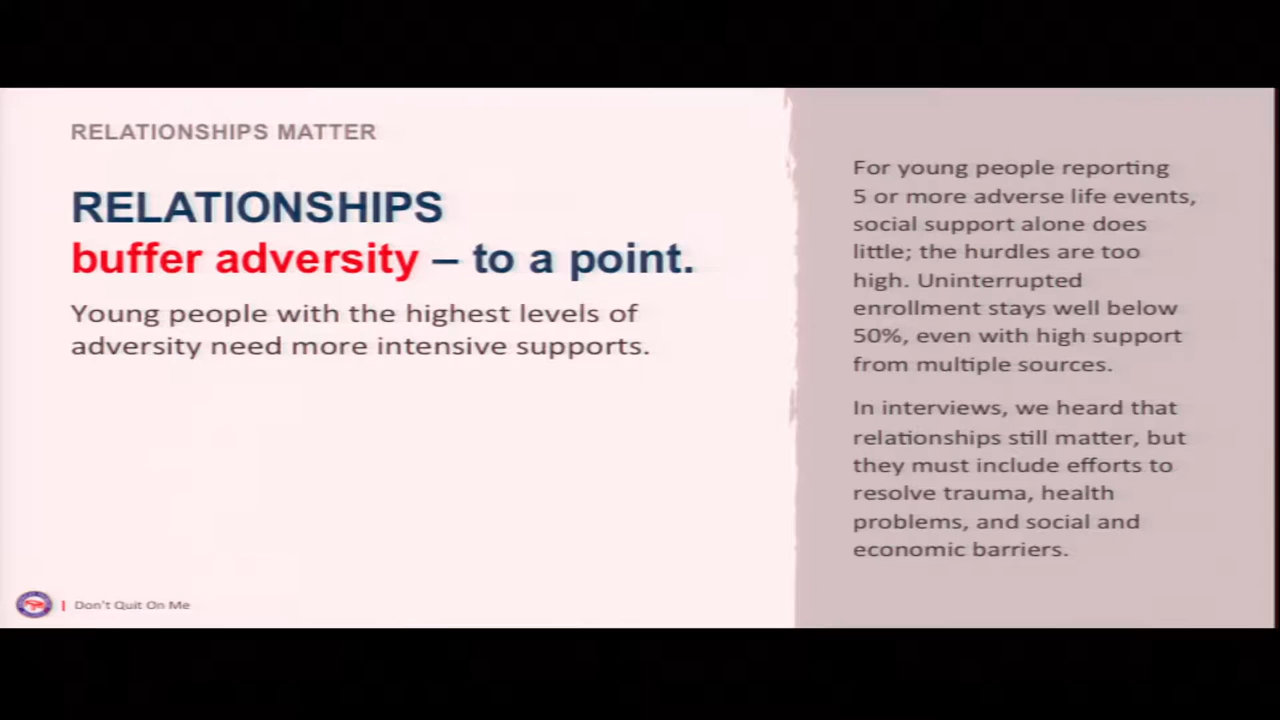 RELATIONSHIPS MATTER
RELATIONSHIPS
buffer adversity – to a point.
Young people with the highest levels of
adversity need more intensive supports.
For young people reporting
5 or more adverse life events,
social support alone does
little; the hurdles are too
high. Uninterrupted
enrollment stays well below
50%, even with high support
from multiple sources.
In interviews, we heard that
relationships still matter, but
they must include efforts to
resolve trauma, health
problems, and social and
economic barriers.
| Don't Quit On Me